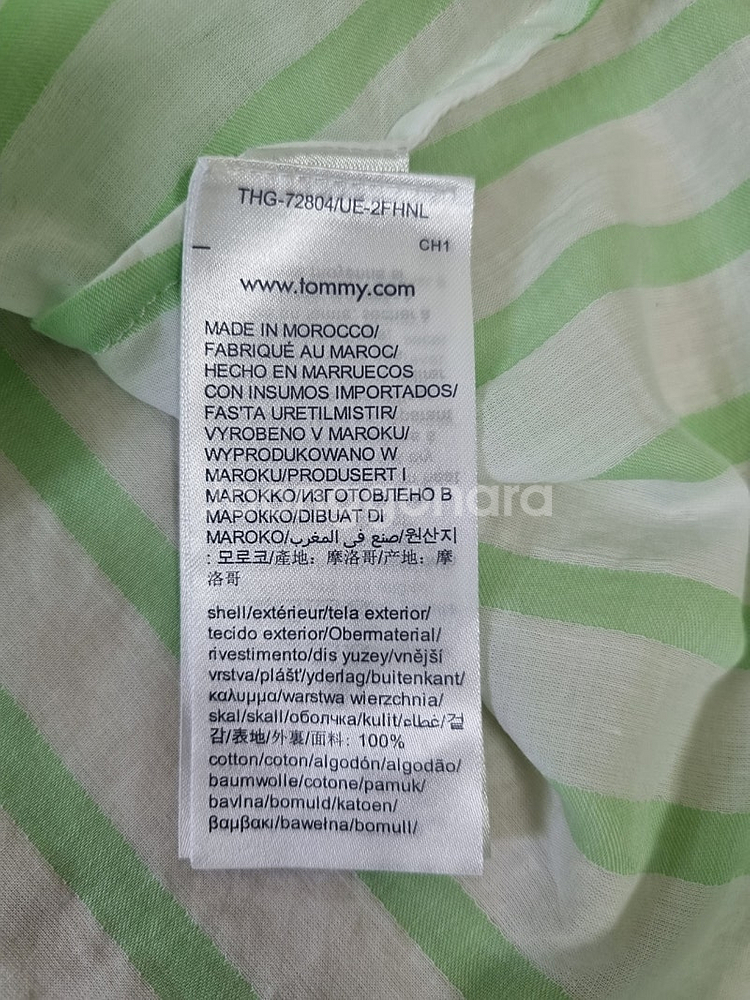 THG-72804/UE-2FHNL
CH1
www.tommy.com
MADE IN MOROCCO/
FABRIQUÉ AU MAROC/
HECHO EN MARRUECOS
CON INSUMOS IMPORTADOS/
FAS'TA URETILMISTIR/
VYROBENO V MAROKU/
WYPRODUKOWANO W
MAROKU/PRODUSERT I
MAROKKO/ИЗГОТОВЛЕНО В
МАРОККО/DIBUAT DI
MAROKO/صنع في المغرب/원산지
: 모로코/產地: 摩洛哥/产地: 摩
洛哥
shell/extérieur/tela exterior/
tecido exterior/Obermaterial/
rivestimento/dis yuzey/vnější
vrstva/plášť/yderlag/buitenkant/
καλυμμα/warstwa wierzchnia/
skal/skall/оболчка/kulit/غطاء/겉
감/表地/外裏/面料: 100%
cotton/coton/algodón/algodão/
baumwolle/cotone/pamuk/
bavlna/bomuld/katoen/
βαμβακι/bawełna/bomull/